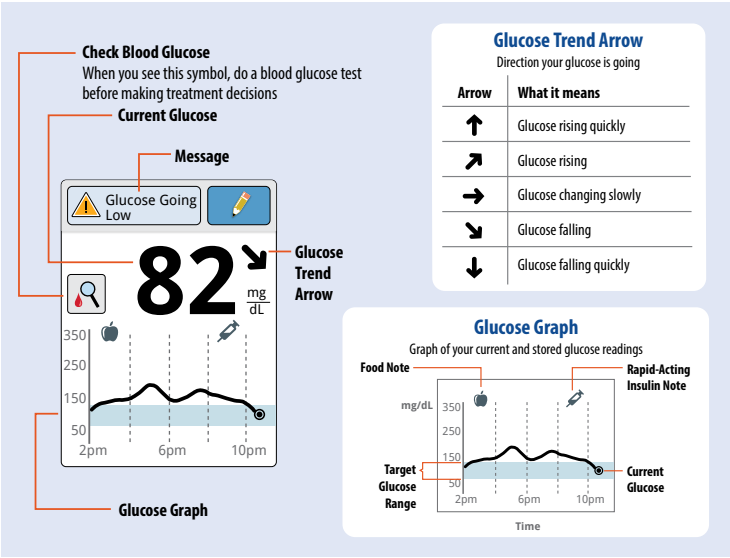 Check Blood Glucose
When you see this symbol, do a blood glucose test
before making treatment decisions
Current Glucose
Message
Glucose Going
Low
82
mg
dL
Glucose
Trend
Arrow
350
250
150
50
2pm 6pm 10pm
Glucose Graph
Glucose Trend Arrow
Direction your glucose is going
Arrow What it means
Glucose rising quickly
Glucose rising
Glucose changing slowly
Glucose falling
Glucose falling quickly
Glucose Graph
Graph of your current and stored glucose readings
Food Note
Rapid-Acting
Insulin Note
mg/dL
350
250
150
50
Target
Glucose
Range
Current
Glucose
2pm 6pm 10pm
Time